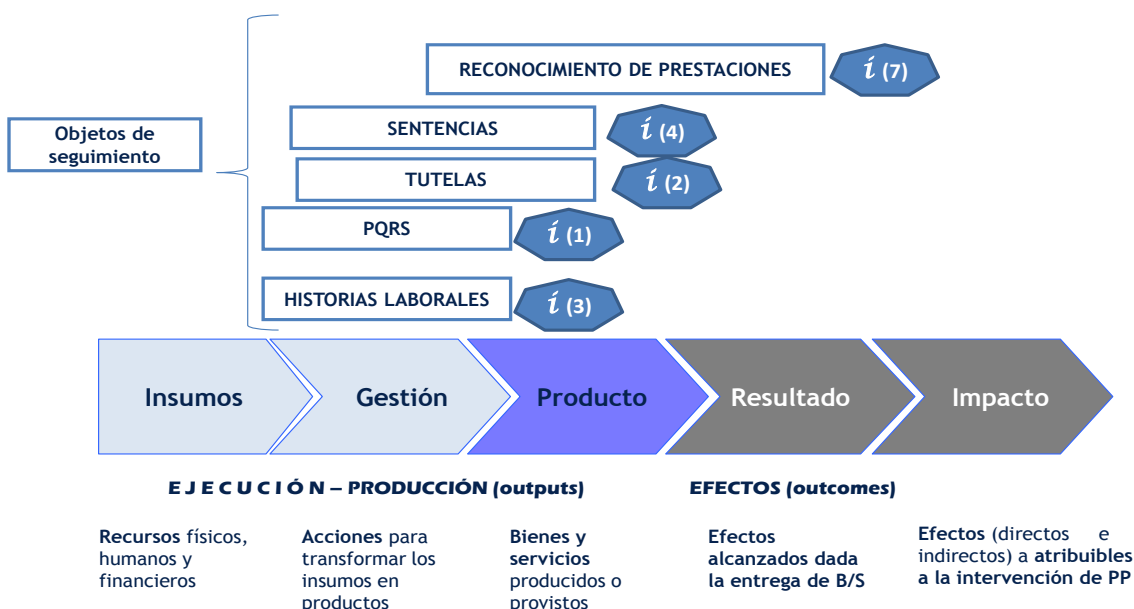 RECONOCIMIENTO DE PRESTACIONES
i (7)
Objetos de
seguimiento
SENTENCIAS
i (4)
TUTELAS
i (2)
PQRS
i (1)
HISTORIAS LABORALES
i (3)
Insumos
Gestión
Producto
Resultado
Impacto
EJECUCIÓN – PRODUCCIÓN (outputs)
EFECTOS (outcomes)
Recursos físicos,
humanos y
financieros
Acciones para
transformar los
insumos en
productos
Bienes y
servicios
producidos o
provistos
Efectos
alcanzados dada
la entrega de B/S
Efectos (directos e
indirectos) a atribuibles
a la intervención de PP